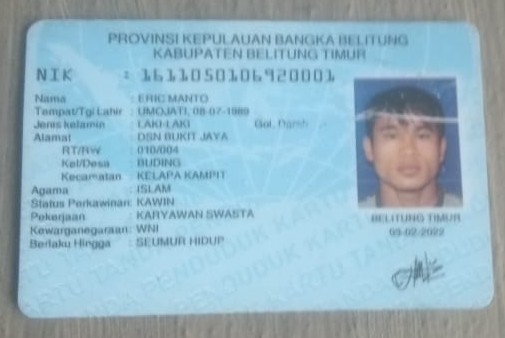 PROVINSI KEPULAUAN BANGKA BELITUNG
KABUPATEN BELITUNG TIMUR
NIK : 1611050106920001
Nama : ERIC MANTO
Tempat/Tgl Lahir : UMOJATI, 08-07-1989
Jenis kelamin : LAKI-LAKI Gol. Darah
Alamat : DSN BUKIT JAYA
RT/RW : 010/004
Kel/Desa : BUDING
Kecamatan : KELAPA KAMPIT
Agama : ISLAM
Status Perkawinan: KAWIN
Pekerjaan : KARYAWAN SWASTA
Kewarganegaraan: WNI
Berlaku Hingga : SEUMUR HIDUP
BELITUNG TIMUR
03-02-2022